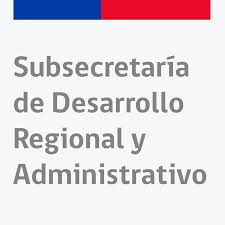 Subsecretaría
de Desarrollo
Regional y
Administrativo